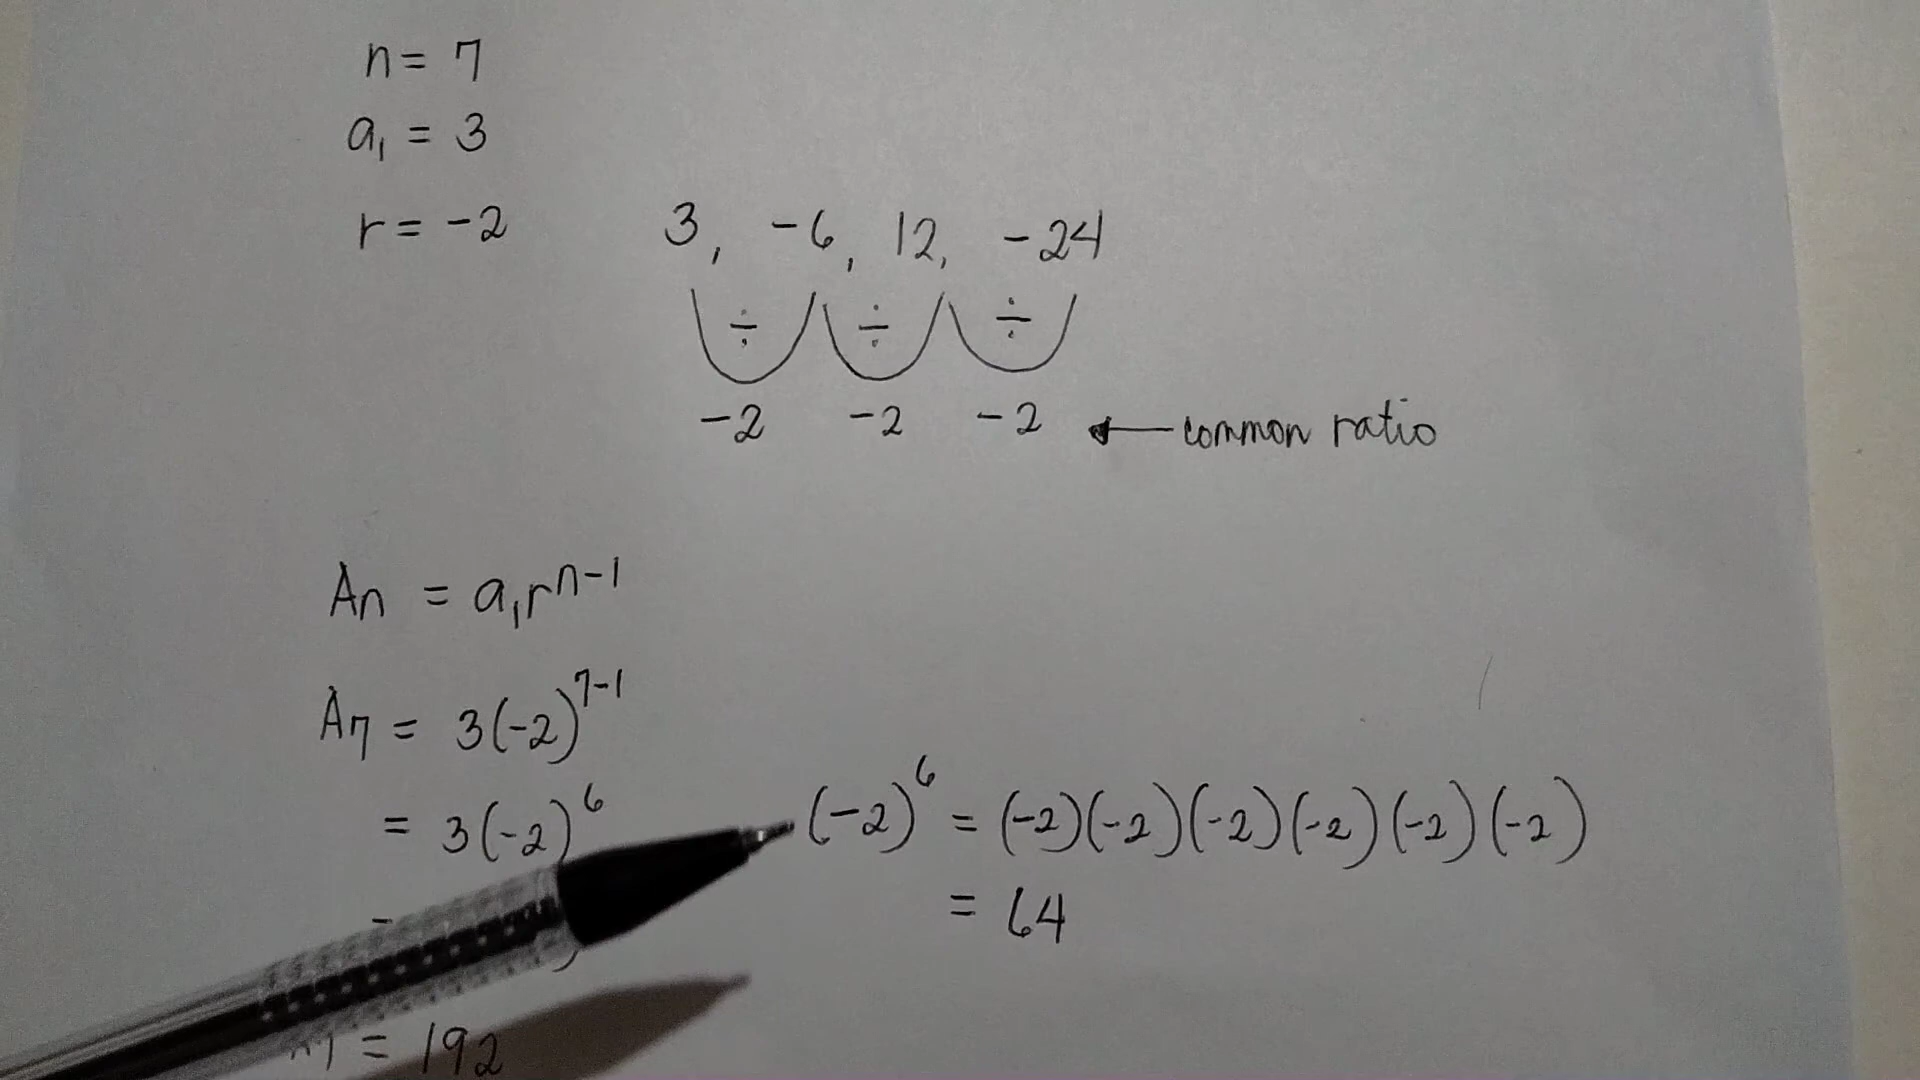 n = 7
a₁ = 3
r = -2
3, -6, 12, -24
÷ ÷ ÷
-2 -2 -2 ← common ratio
An = a₁rⁿ⁻¹
A₇ = 3(-2)⁷⁻¹
= 3(-2)⁶
(-2)⁶ = (-2)(-2)(-2)(-2)(-2)(-2)
= 64
= 192